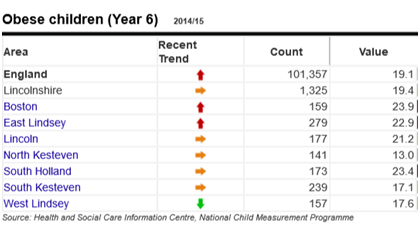 Obese children (Year 6) 2014/15
Area Recent Trend Count Value
England 101,357 19.1
Lincolnshire 1,325 19.4
Boston 159 23.9
East Lindsey 279 22.9
Lincoln 177 21.2
North Kesteven 141 13.0
South Holland 173 23.4
South Kesteven 239 17.1
West Lindsey 157 17.6
Source: Health and Social Care Information Centre, National Child Measurement Programme